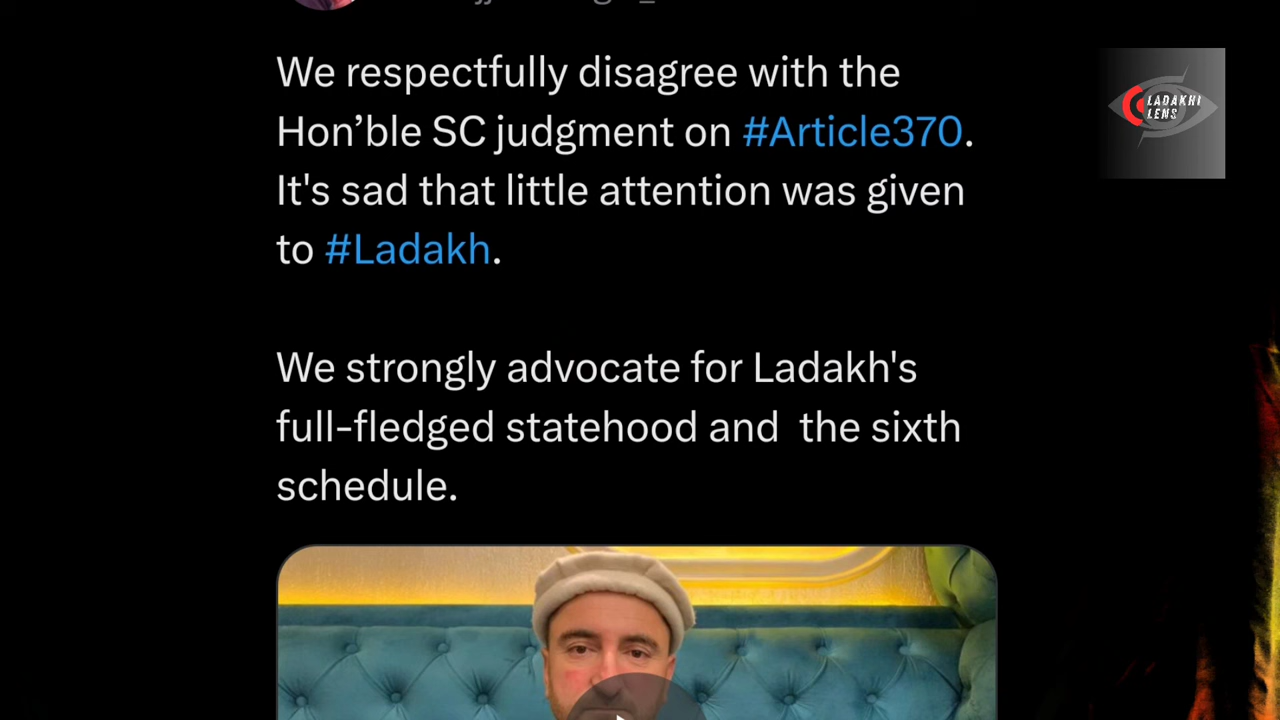 We respectfully disagree with the
Hon’ble SC judgment on #Article370.
It's sad that little attention was given
to #Ladakh.
We strongly advocate for Ladakh's
full-fledged statehood and  the sixth
schedule.
LADAKHI
LENS